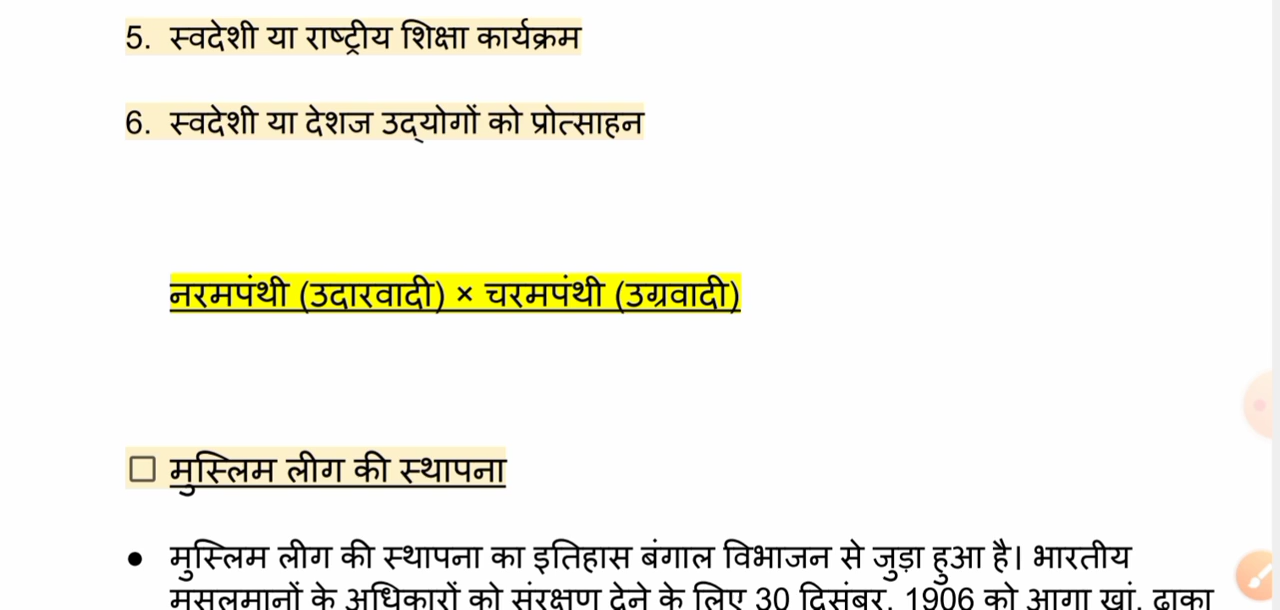 5. स्वदेशी या राष्ट्रीय शिक्षा कार्यक्रम
6. स्वदेशी या देशज उद्‌योगों को प्रोत्साहन
नरमपंथी (उदारवादी) × चरमपंथी (उग्रवादी)
☐ मुस्लिम लीग की स्थापना
● मुस्लिम लीग की स्थापना का इतिहास बंगाल विभाजन से जुड़ा हुआ है। भारतीय
मुसलमानों के अधिकारों को संरक्षण देने के लिए 30 दिसंबर, 1906 को आगा खां, ढाका